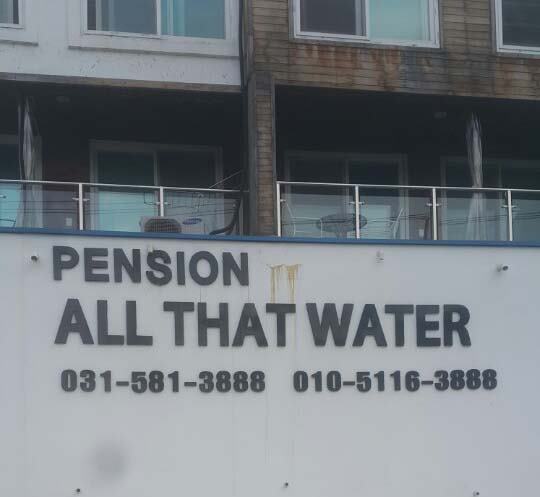 PENSION
ALL THAT WATER
031-581-3888 010-5116-3888